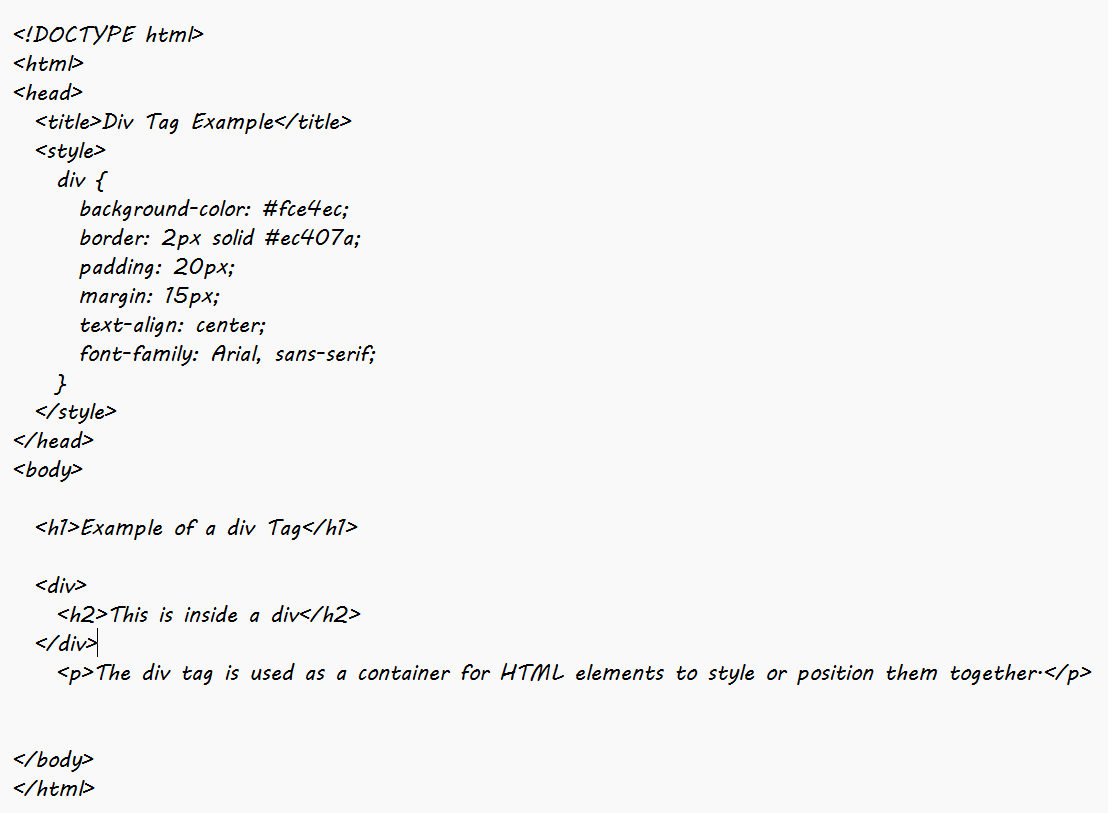 <!DOCTYPE html>
<html>
<head>
  <title>Div Tag Example</title>
  <style>
    div {
      background-color: #fce4ec;
      border: 2px solid #ec407a;
      padding: 20px;
      margin: 15px;
      text-align: center;
      font-family: Arial, sans-serif;
    }
  </style>
</head>
<body>

  <h1>Example of a div Tag</h1>

  <div>
    <h2>This is inside a div</h2>
  </div>
    <p>The div tag is used as a container for HTML elements to style or position them together.</p>


</body>
</html>